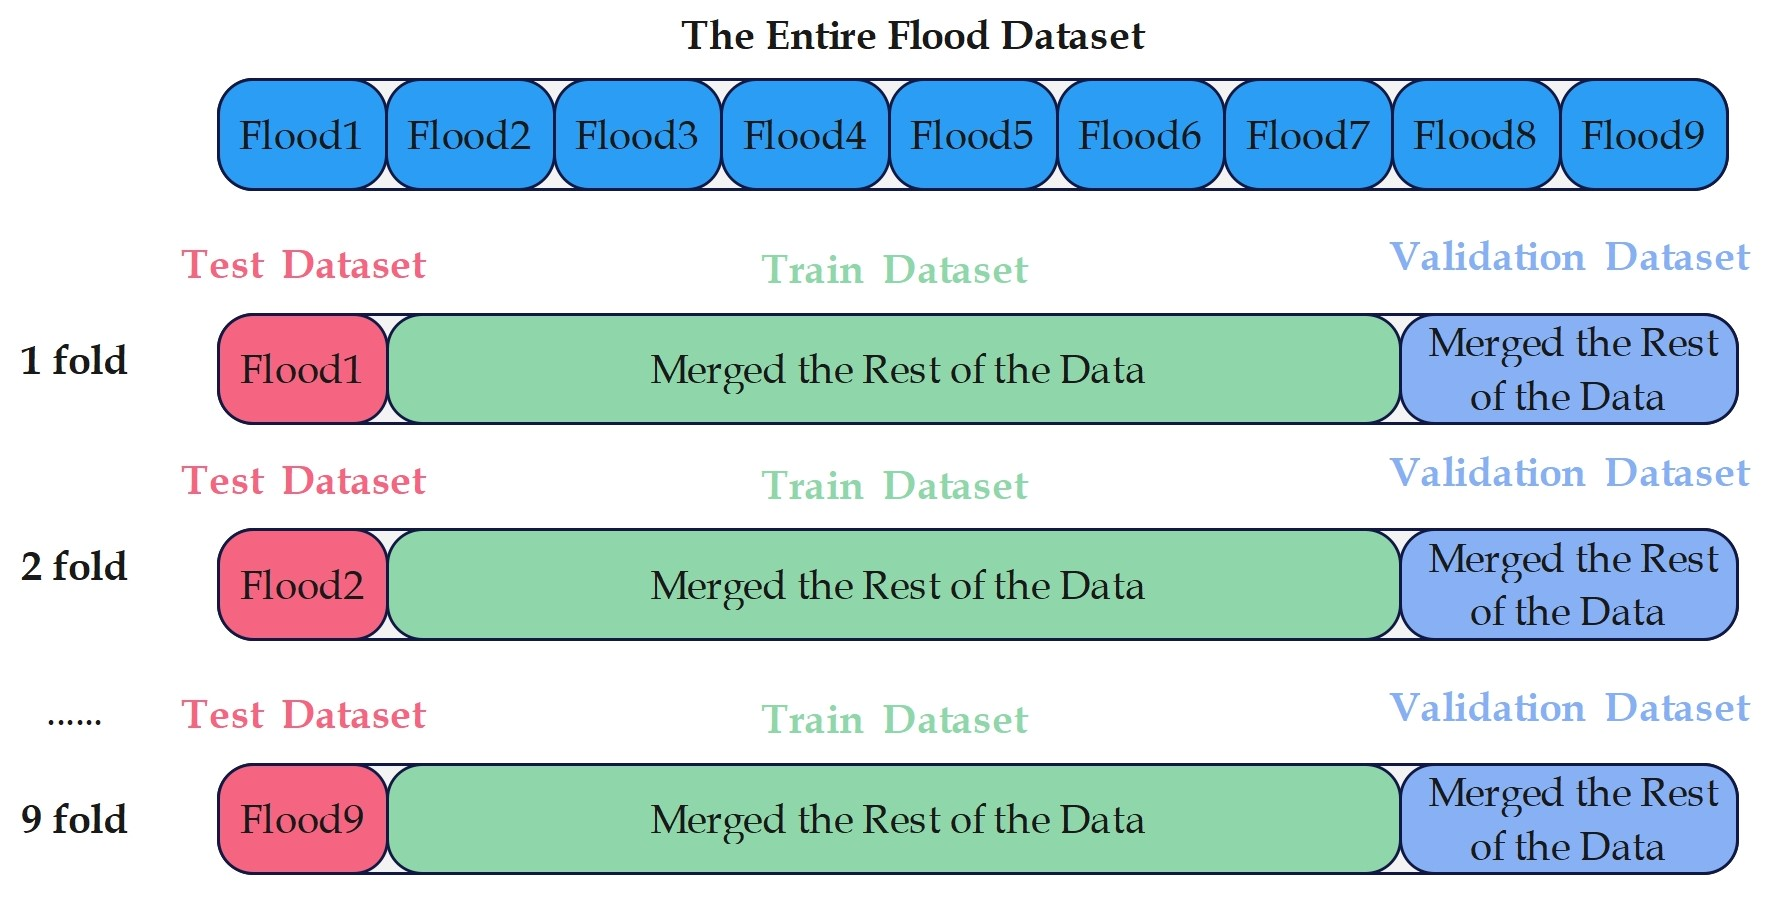 The Entire Flood Dataset
Flood1 Flood2 Flood3 Flood4 Flood5 Flood6 Flood7 Flood8 Flood9
Test Dataset Train Dataset Validation Dataset
1 fold Flood1 Merged the Rest of the Data Merged the Rest
of the Data
Test Dataset Train Dataset Validation Dataset
2 fold Flood2 Merged the Rest of the Data Merged the Rest
of the Data
...... Test Dataset Train Dataset Validation Dataset
9 fold Flood9 Merged the Rest of the Data Merged the Rest
of the Data